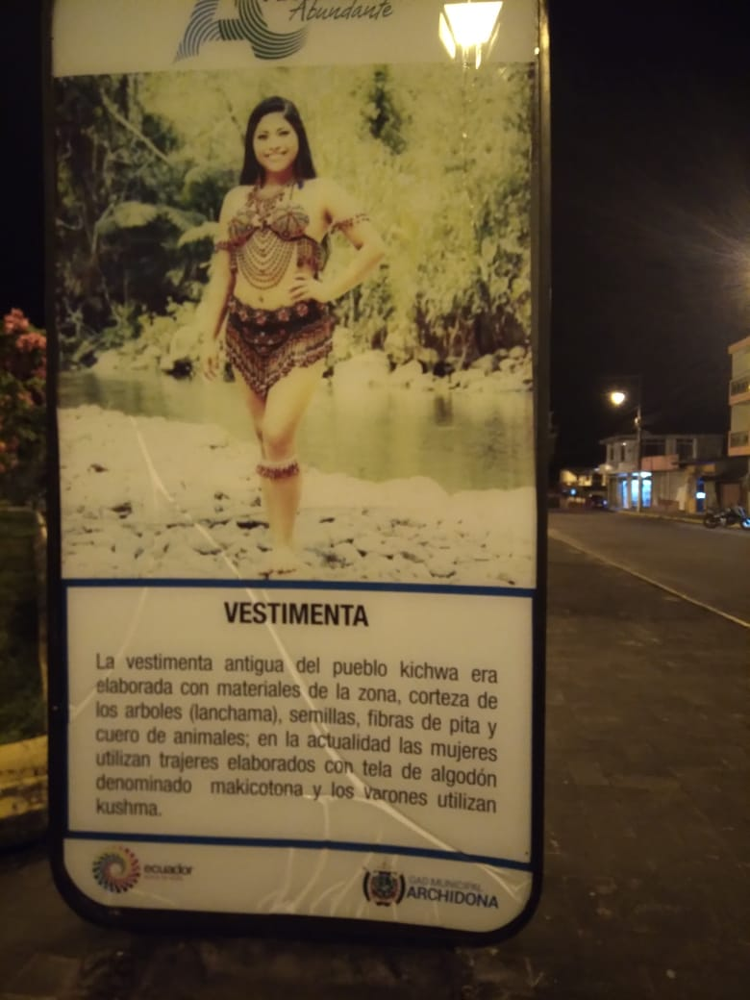 Abundante
VESTIMENTA
La vestimenta antigua del pueblo kichwa era
elaborada con materiales de la zona, corteza de
los arboles (lanchama), semillas, fibras de pita y
cuero de animales; en la actualidad las mujeres
utilizan trajeres elaborados con tela de algodón
denominado makicotona y los varones utilizan
kushma.
ecuador
GAD MUNICIPAL
ARCHIDONA